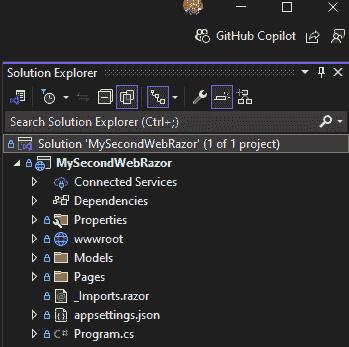 GitHub Copilot
Solution Explorer
Search Solution Explorer (Ctrl+;)
Solution 'MySecondWebRazor' (1 of 1 project)
MySecondWebRazor
Connected Services
Dependencies
Properties
wwwroot
Models
Pages
_Imports.razor
appsettings.json
C# Program.cs